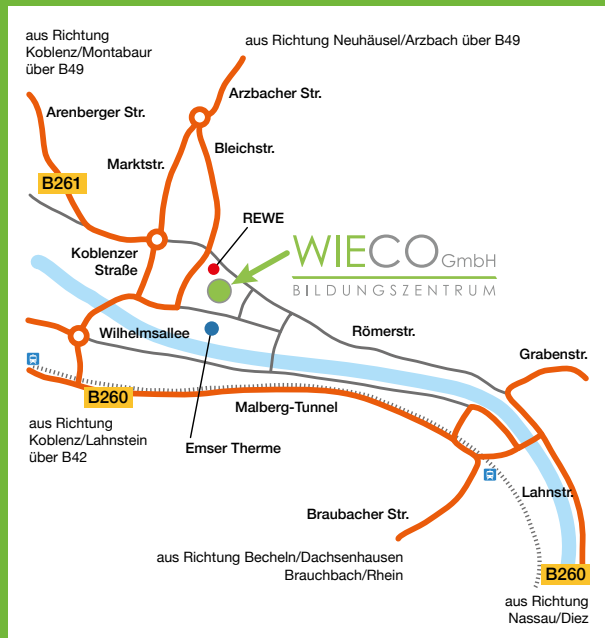 aus Richtung
Koblenz/Montabaur
über B49
aus Richtung Neuhäusel/Arzbach über B49
Arzbacher Str.
Arenberger Str.
Bleichstr.
Marktstr.
B261
REWE
WIECO GmbH
BILDUNGSZENTRUM
Koblenzer
Straße
Wilhelmsallee
Römerstr.
Grabenstr.
B260
Malberg-Tunnel
aus Richtung
Koblenz/Lahnstein
über B42
Emser Therme
Lahnstr.
Braubacher Str.
aus Richtung Becheln/Dachsenhausen
Brauchbach/Rhein
B260
aus Richtung
Nassau/Diez